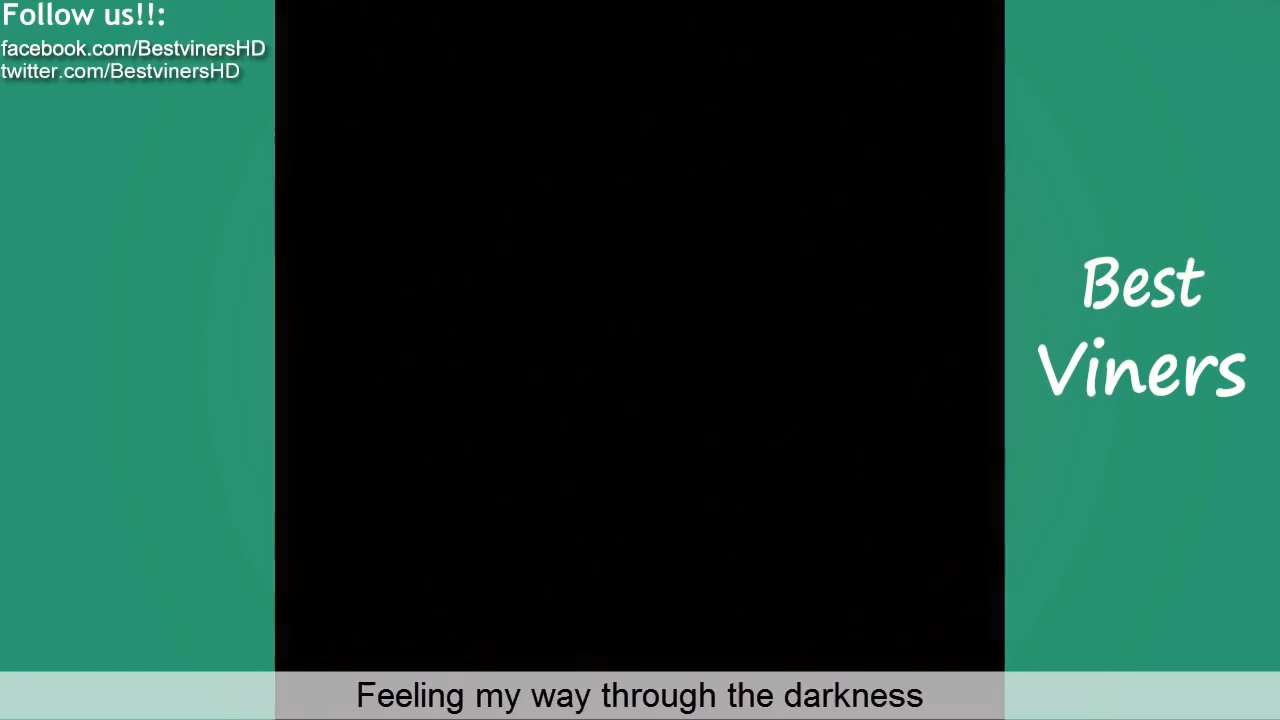 Follow us!!:
facebook.com/BestvinersHD
twitter.com/BestvinersHD
Best
Viners
Feeling my way through the darkness